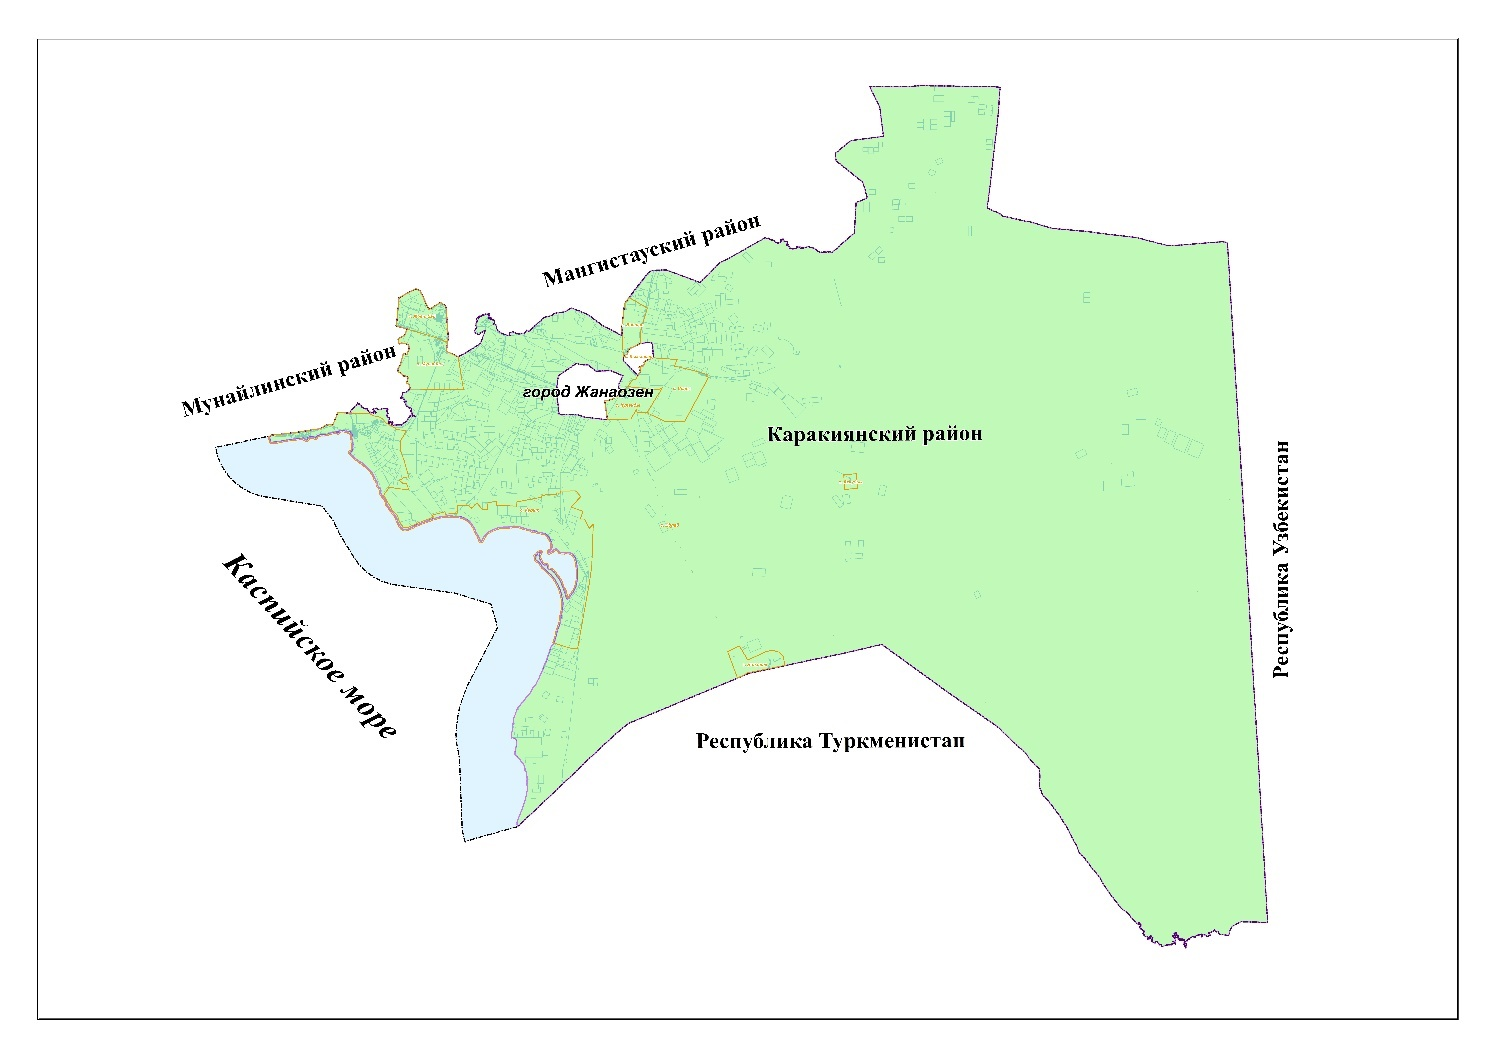 Мангистауский район
Мунайлинский район
город Жанаозен
Каракиянский район
Республика Узбекистан
Каспийское море
Республика Туркменистан